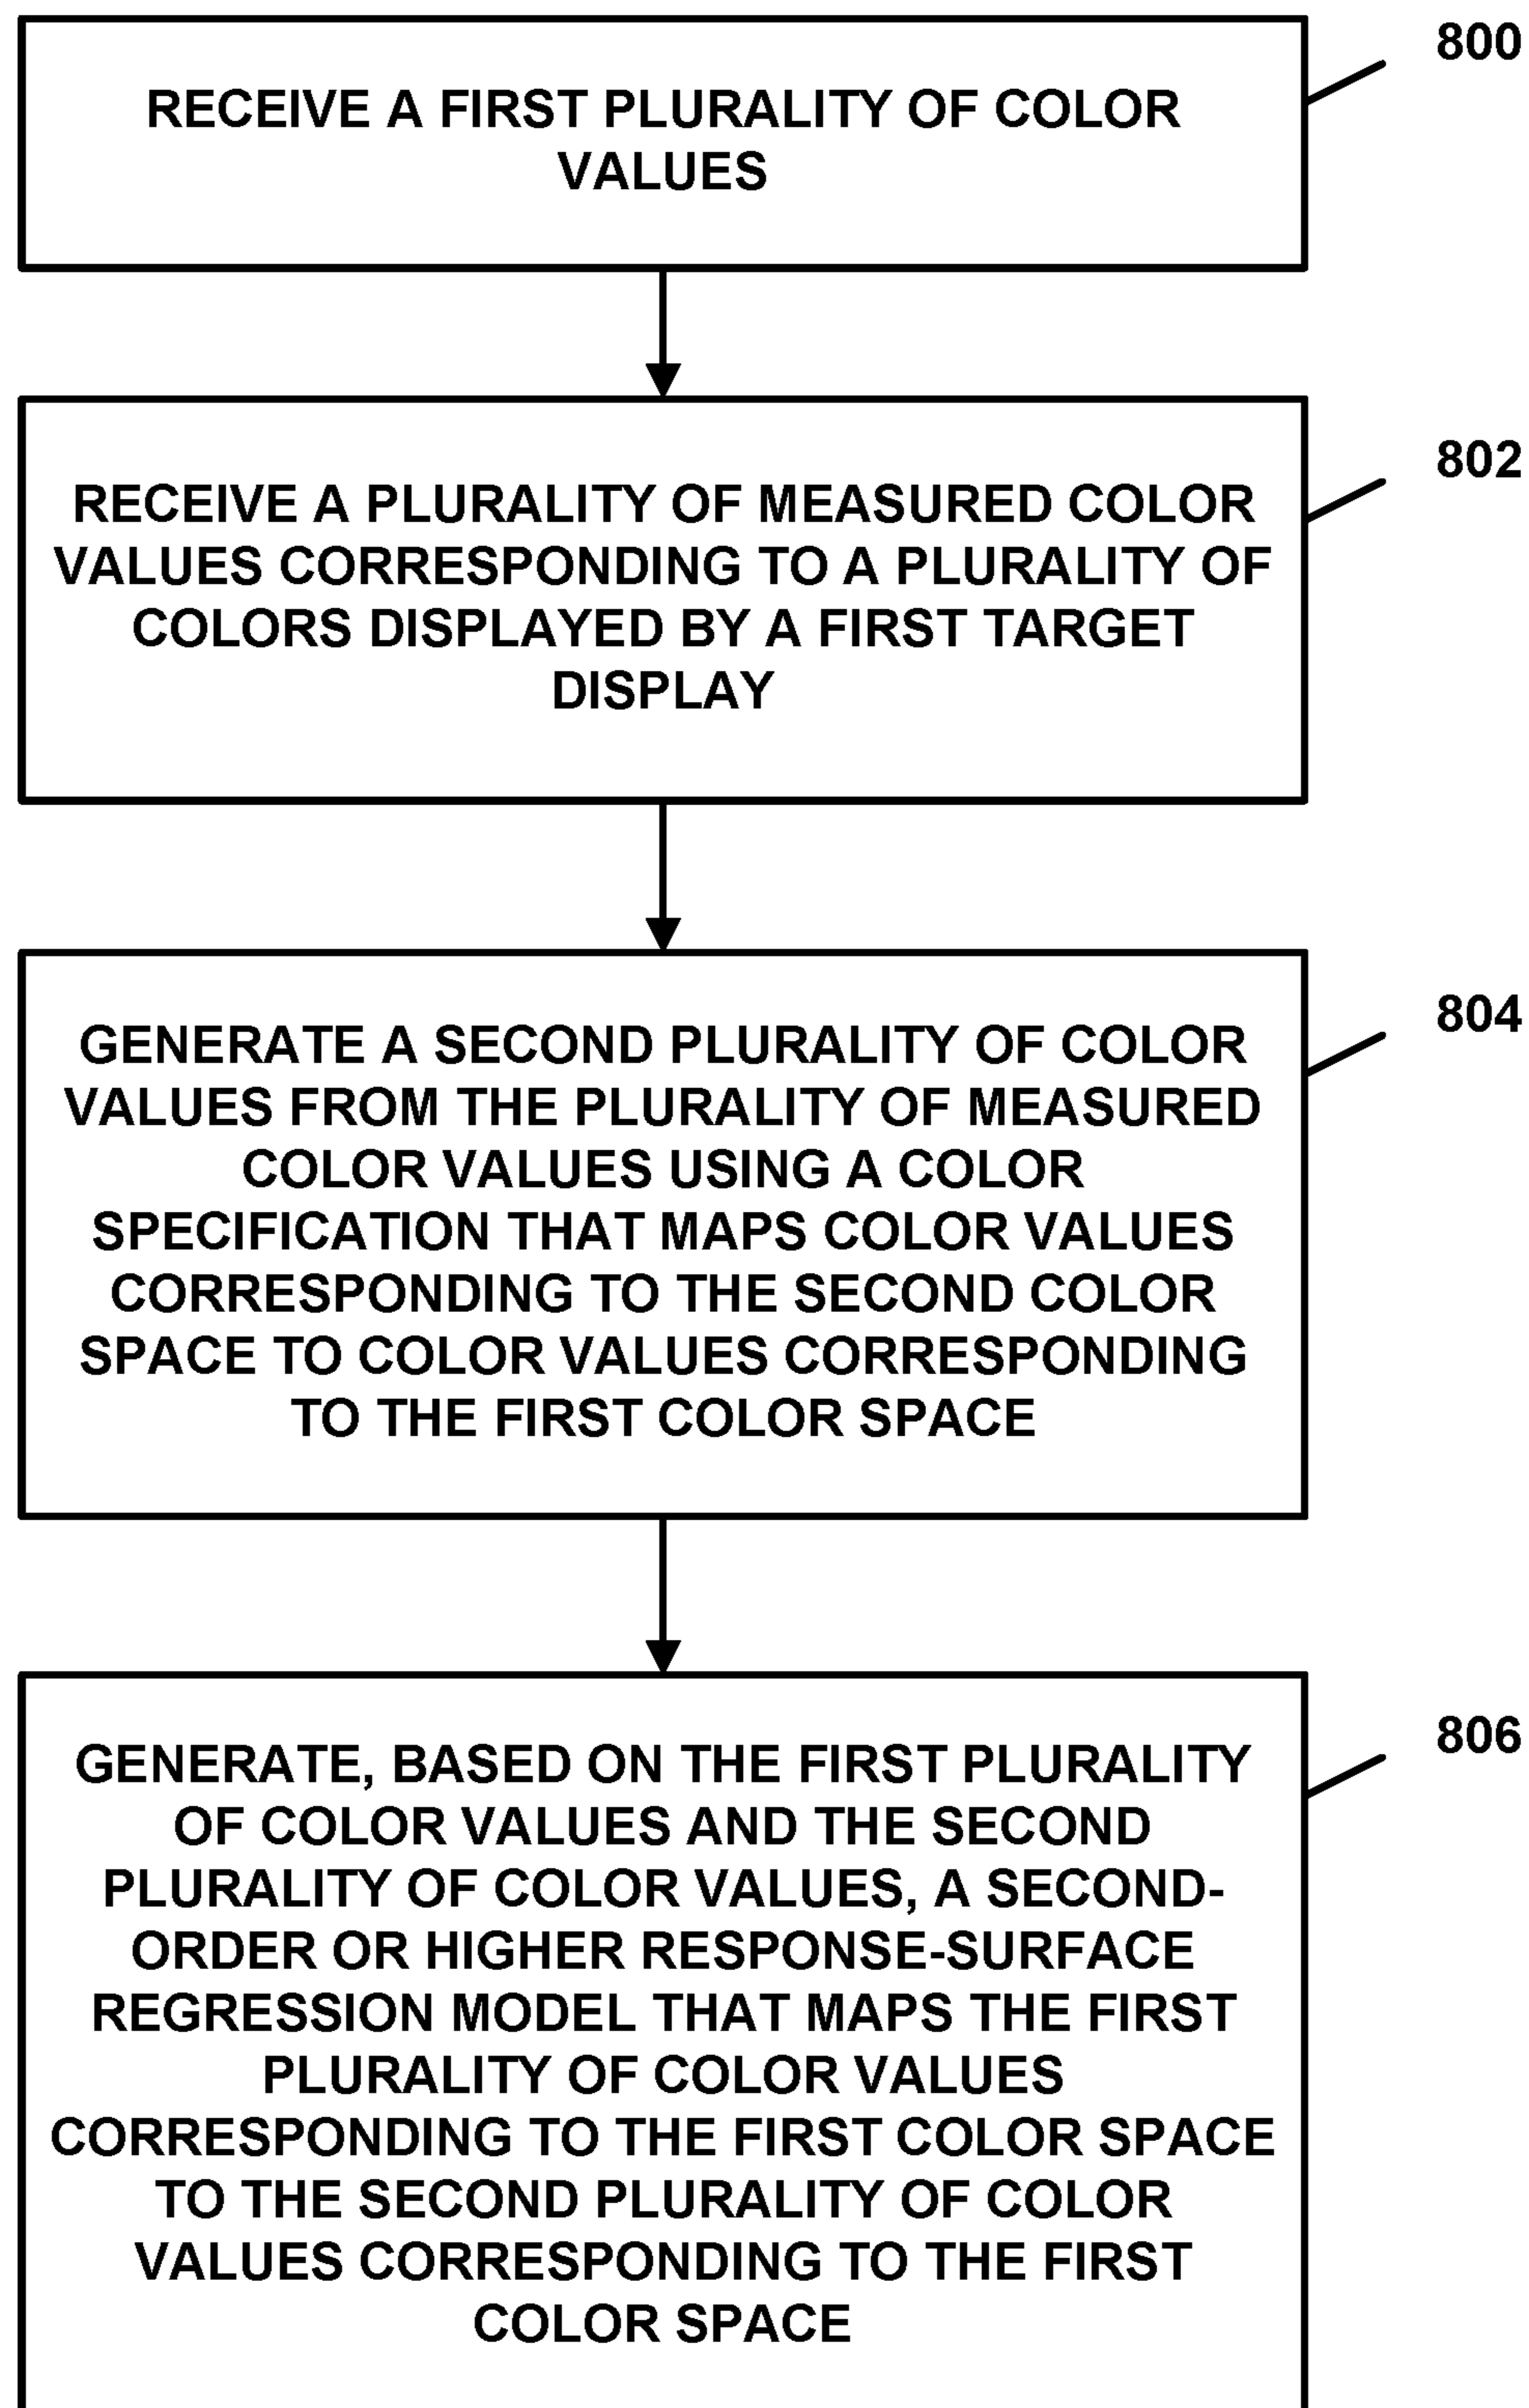 800
RECEIVE A FIRST PLURALITY OF COLOR
VALUES
802
RECEIVE A PLURALITY OF MEASURED COLOR
VALUES CORRESPONDING TO A PLURALITY OF
COLORS DISPLAYED BY A FIRST TARGET
DISPLAY
804
GENERATE A SECOND PLURALITY OF COLOR
VALUES FROM THE PLURALITY OF MEASURED
COLOR VALUES USING A COLOR
SPECIFICATION THAT MAPS COLOR VALUES
CORRESPONDING TO THE SECOND COLOR
SPACE TO COLOR VALUES CORRESPONDING
TO THE FIRST COLOR SPACE
806
GENERATE, BASED ON THE FIRST PLURALITY
OF COLOR VALUES AND THE SECOND
PLURALITY OF COLOR VALUES, A SECOND-
ORDER OR HIGHER RESPONSE-SURFACE
REGRESSION MODEL THAT MAPS THE FIRST
PLURALITY OF COLOR VALUES
CORRESPONDING TO THE FIRST COLOR SPACE
TO THE SECOND PLURALITY OF COLOR
VALUES CORRESPONDING TO THE FIRST
COLOR SPACE